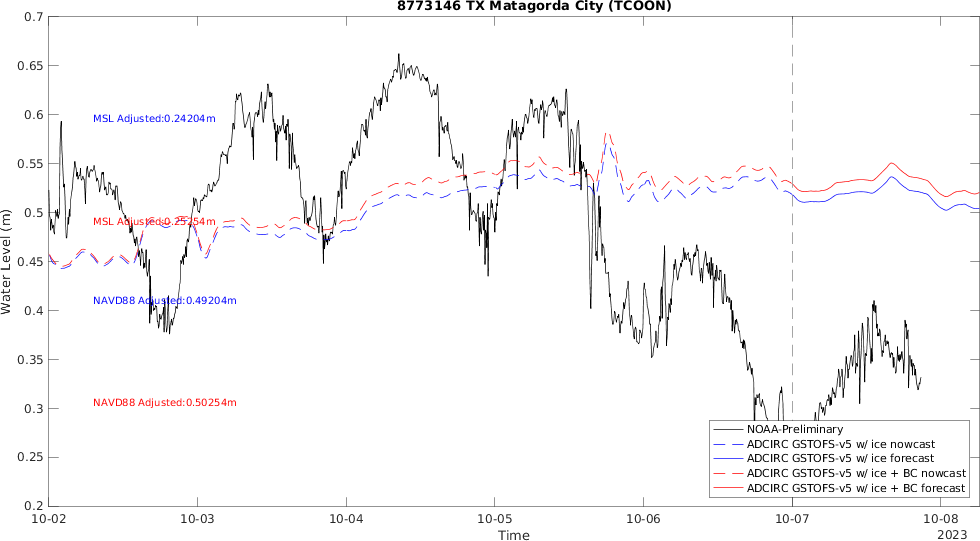 8773146 TX Matagorda City (TCOON)
0.7
0.65
0.6
0.55
0.5
0.45
0.4
0.35
0.3
0.25
0.2
Water Level (m)
MSL Adjusted:0.24204m
MSL Adjusted:0.25254m
NAVD88 Adjusted:0.49204m
NAVD88 Adjusted:0.50254m
NOAA-Preliminary
ADCIRC GSTOFS-v5 w/ ice nowcast
ADCIRC GSTOFS-v5 w/ ice forecast
ADCIRC GSTOFS-v5 w/ ice + BC nowcast
ADCIRC GSTOFS-v5 w/ ice + BC forecast
10-02 10-03 10-04 10-05 10-06 10-07 10-08
Time
2023